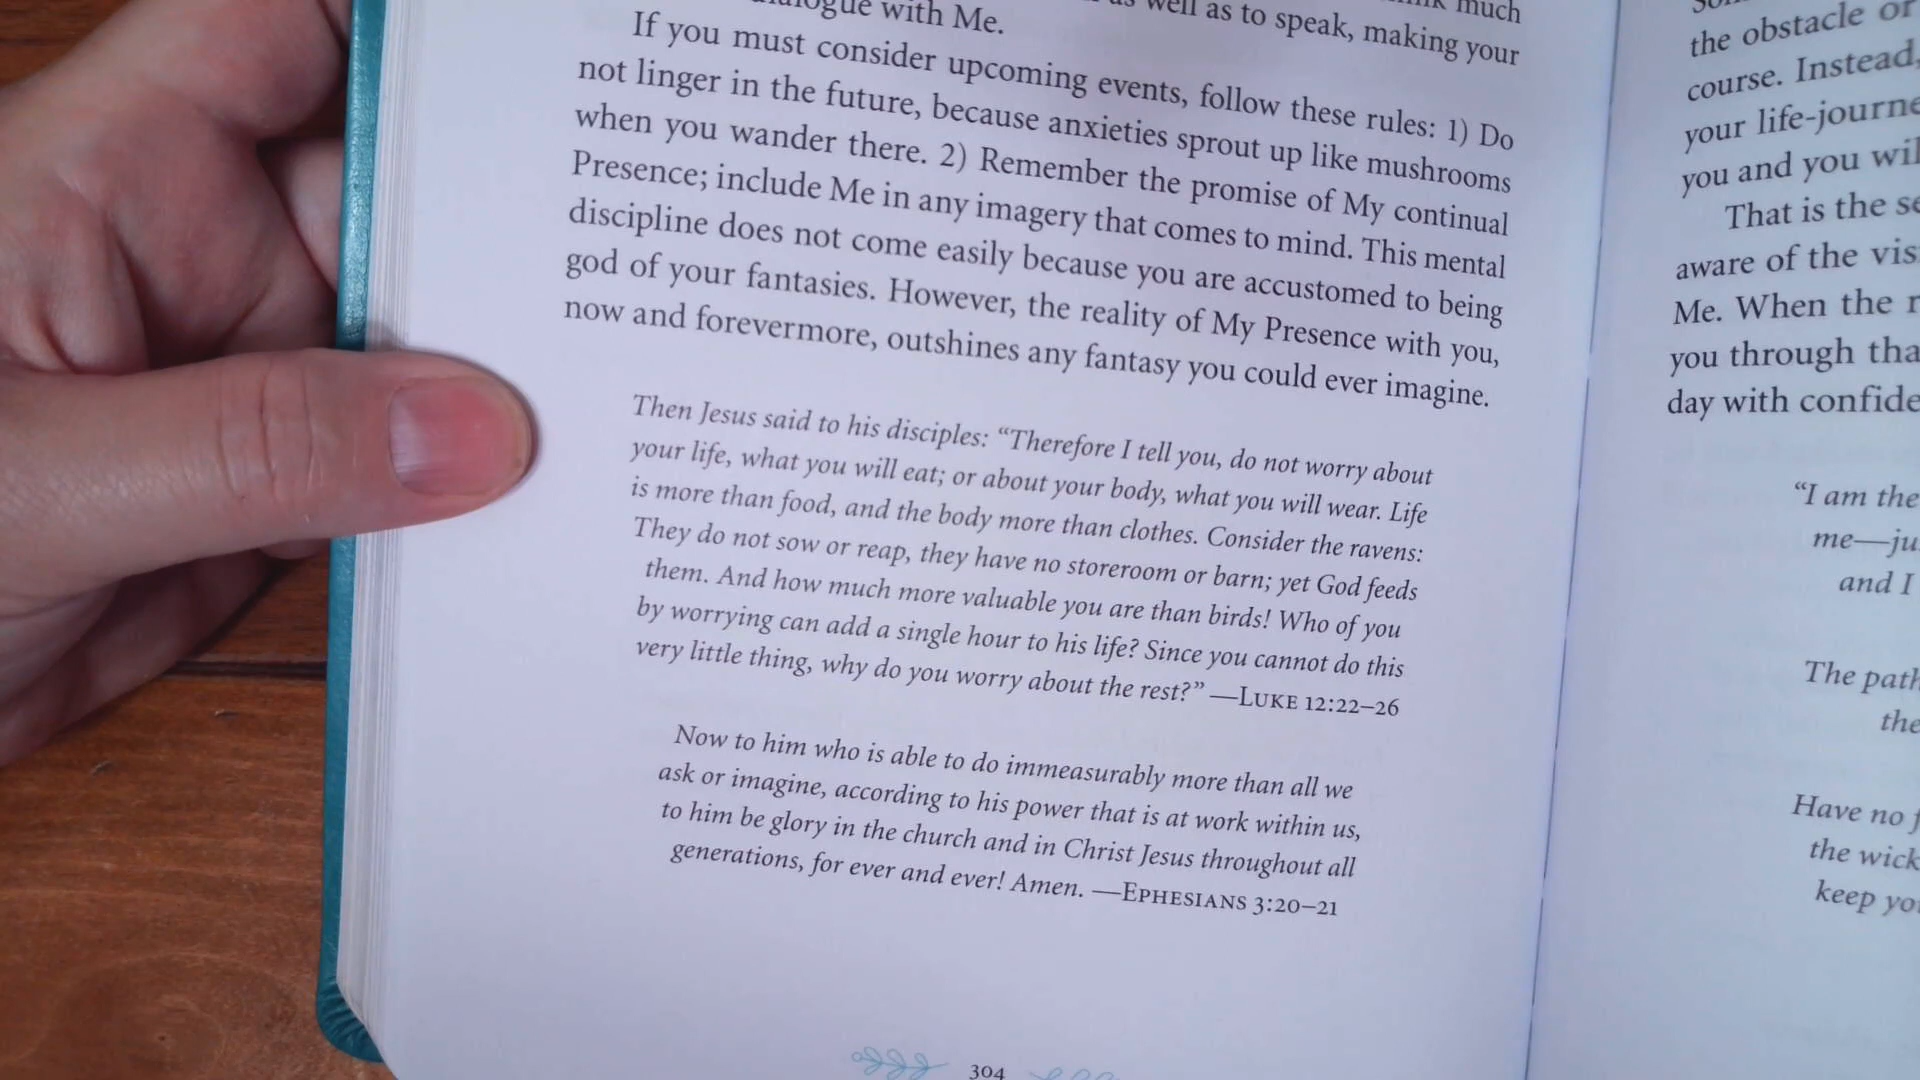 much
dialogue with Me. well as to speak, making your
If you must consider upcoming events, follow these rules: 1) Do
not linger in the future, because anxieties sprout up like mushrooms
when you wander there. 2) Remember the promise of My continual
Presence; include Me in any imagery that comes to mind. This mental
discipline does not come easily because you are accustomed to being
god of your fantasies. However, the reality of My Presence with you,
now and forevermore, outshines any fantasy you could ever imagine.
Then Jesus said to his disciples: “Therefore I tell you, do not worry about
your life, what you will eat; or about your body, what you will wear. Life
is more than food, and the body more than clothes. Consider the ravens:
They do not sow or reap, they have no storeroom or barn; yet God feeds
them. And how much more valuable you are than birds! Who of you
by worrying can add a single hour to his life? Since you cannot do this
very little thing, why do you worry about the rest?” —LUKE 12:22–26
Now to him who is able to do immeasurably more than all we
ask or imagine, according to his power that is at work within us,
to him be glory in the church and in Christ Jesus throughout all
generations, for ever and ever! Amen. —EPHESIANS 3:20–21
304
the obstacle or
course. Instead,
your life-journe
you and you wil
That is the se
aware of the vis
Me. When the r
you through tha
day with confide
“I am the
me—ju
and I
The path
the
Have no f
the wick
keep you